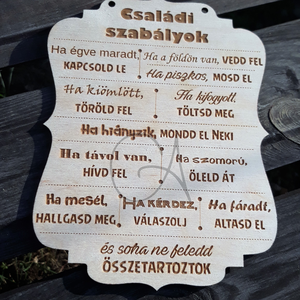 Családi
szabályok
Ha égve maradt, Ha a földön van, VEDD FEL
KAPCSOLD LE Ha piszkos, MOSD EL
Ha kiömlött, Ha kifogyott,
TÖRÖLD FEL TÖLTSD MEG
Ha hiányzik, MONDD EL NEKI
Ha távol van, Ha szomorú,
HÍVD FEL ÖLELD ÁT
Ha mesél, HA KÉRDEZ, Ha fáradt,
HALLGASD MEG VÁLASZOLJ ALTASD EL
és soha ne feledd
ÖSSZETARTOZTOK